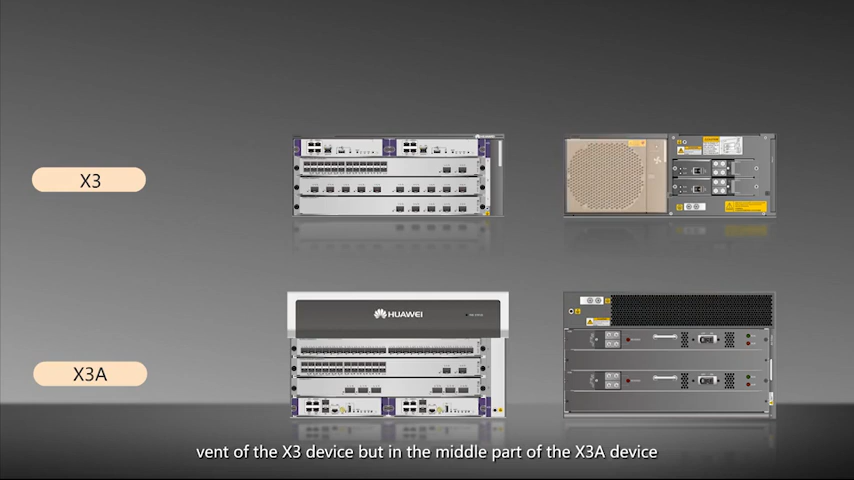 X3
HUAWEI
X3A
vent of the X3 device but in the middle part of the X3A device